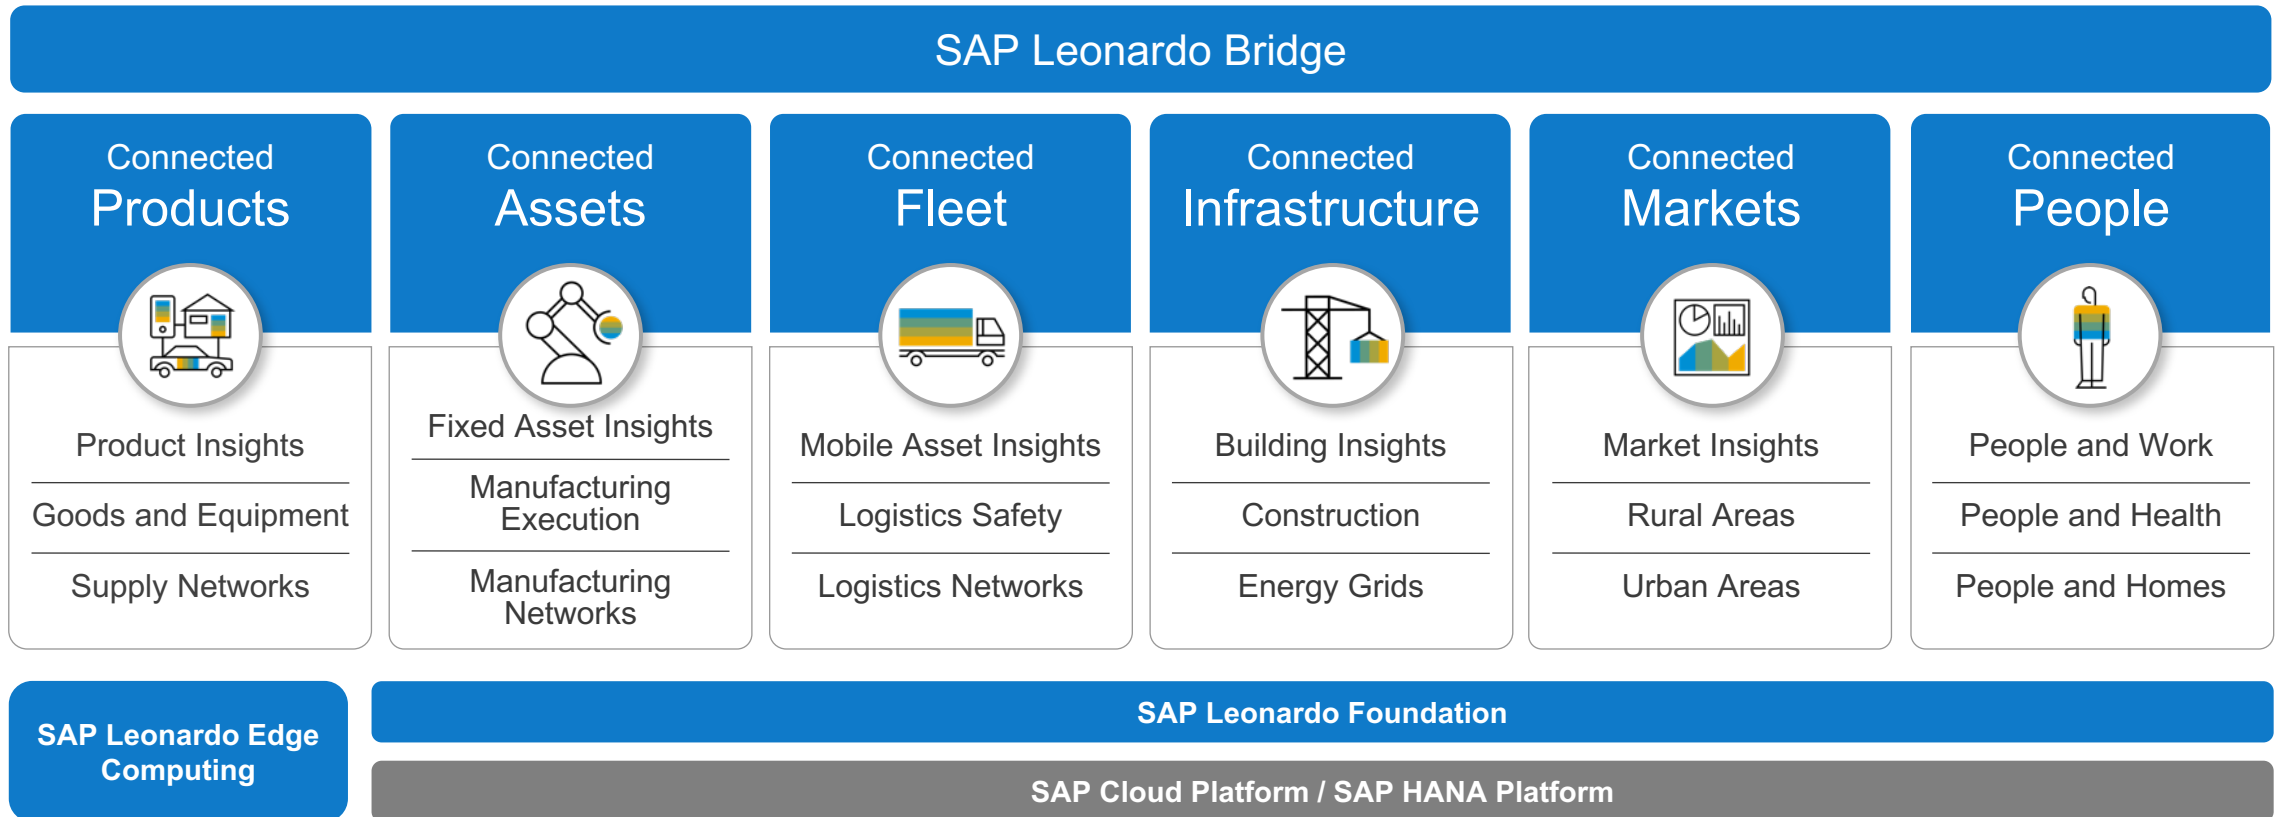 SAP Leonardo Bridge
Connected
Products
Product Insights
Goods and Equipment
Supply Networks
Connected
Assets
Fixed Asset Insights
Manufacturing
Execution
Manufacturing
Networks
Connected
Fleet
Mobile Asset Insights
Logistics Safety
Logistics Networks
Connected
Infrastructure
Building Insights
Construction
Energy Grids
Connected
Markets
Market Insights
Rural Areas
Urban Areas
Connected
People
People and Work
People and Health
People and Homes
SAP Leonardo Edge
Computing
SAP Leonardo Foundation
SAP Cloud Platform / SAP HANA Platform